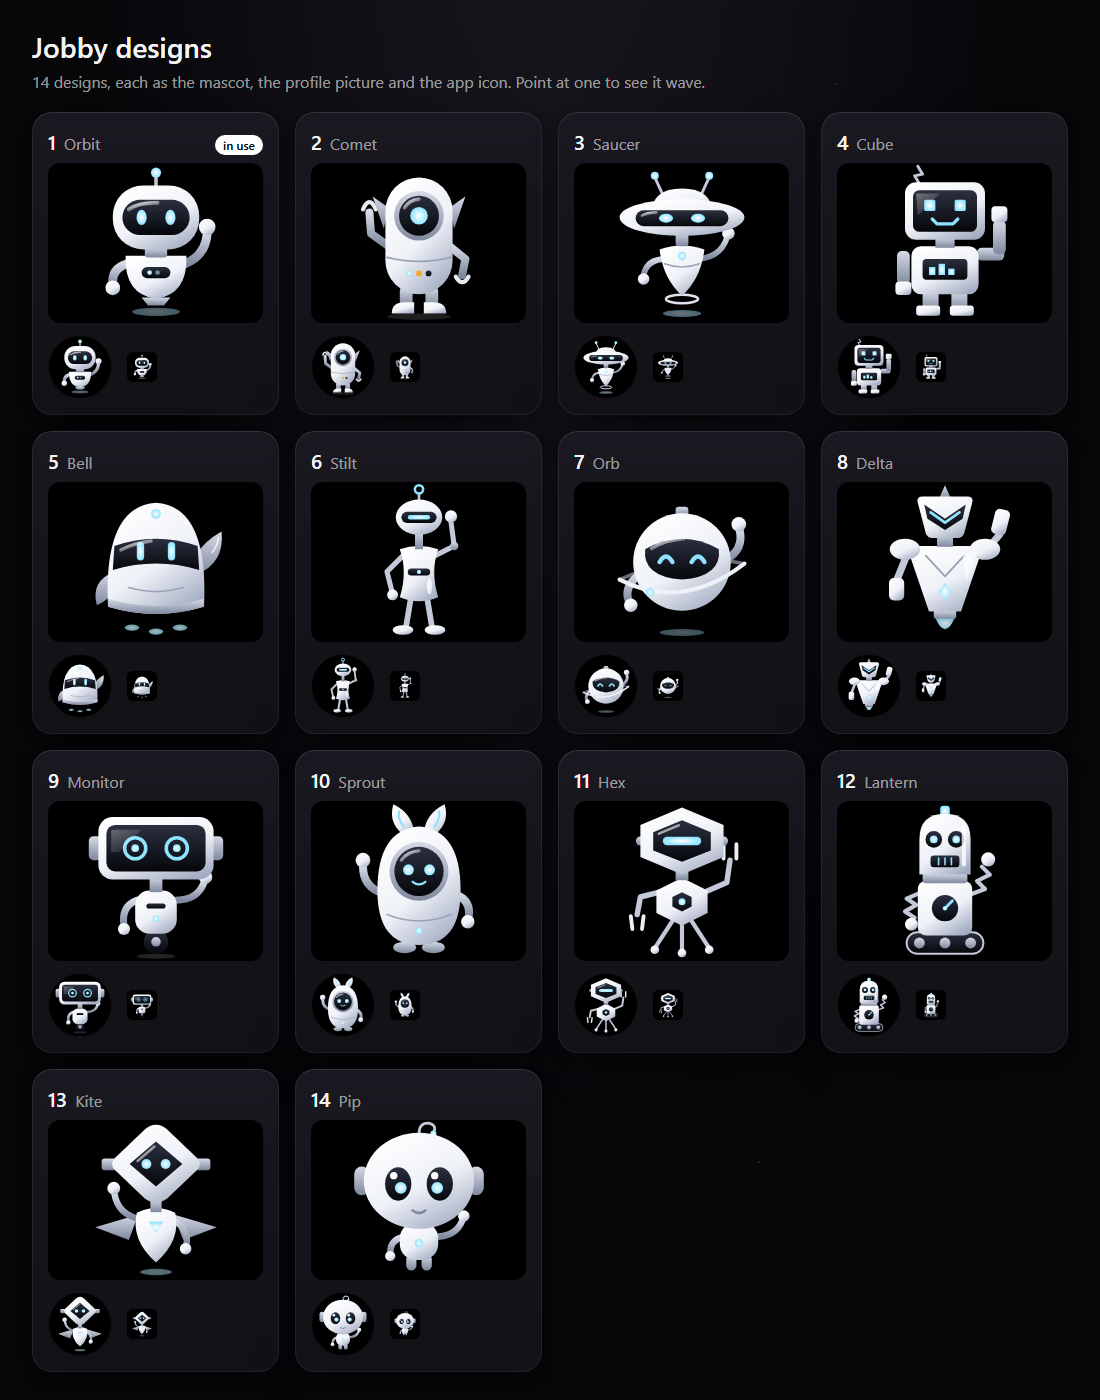 Jobby designs
14 designs, each as the mascot, the profile picture and the app icon. Point at one to see it wave.
1 Orbit in use
2 Comet
3 Saucer
4 Cube
5 Bell
6 Stilt
7 Orb
8 Delta
9 Monitor
10 Sprout
11 Hex
12 Lantern
13 Kite
14 Pip